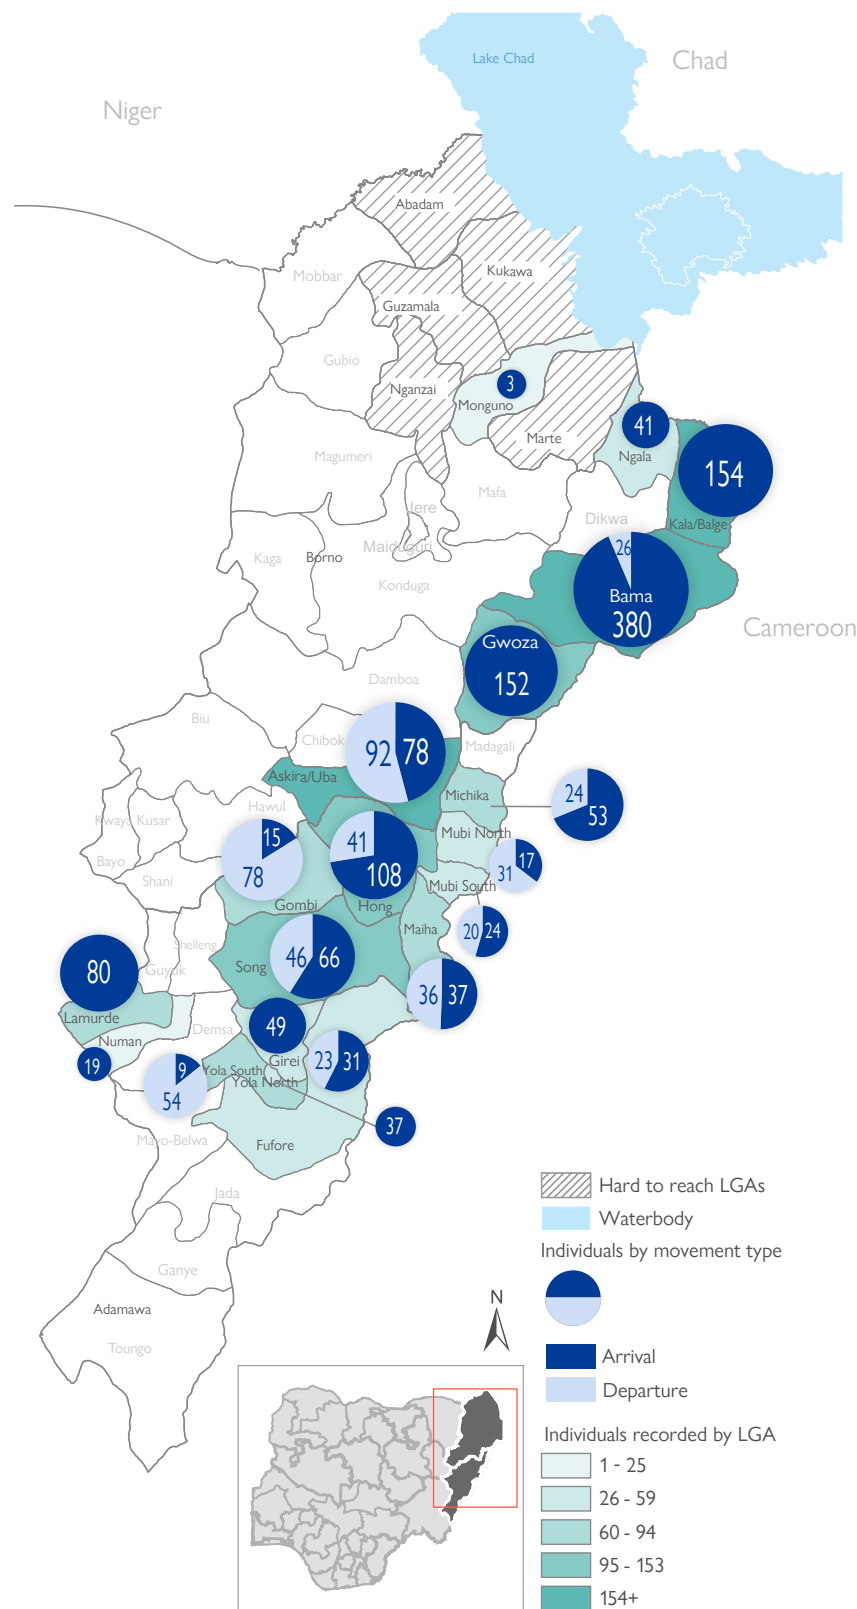 Lake Chad
Chad
Niger
Abadam
Kukawa
Mobbar
Guzamala
Gubio
3
Nganzai
Monguno
41
Marte
Ngala
Magumeri
154
Mafa
Jere
Dikwa
Kala/Balge
Maiduguri
26
Kaga
Borno
Konduga
Bama
380
Cameroon
Gwoza
152
Damboa
Biu
Chibok
Madagali
92
78
Askira/Uba
Michika
24
53
Hawul
Kwaya Kusar
Mubi North
15
41
78
108
17
31
Bayo
Shani
Mubi South
Gombi
Hong
Maiha
20
24
Shelleng
46
66
Song
80
Guyuk
36
37
Lamurde
49
Demsa
Numan
19
Girei
23
31
9
54
Yola South
Yola North
37
Mayo-Belwa
Fufore
Jada
Ganye
Adamawa
Toungo
Hard to reach LGAs
Waterbody
Individuals by movement type
N
Arrival
Departure
Individuals recorded by LGA
1 - 25
26 - 59
60 - 94
95 - 153
154+